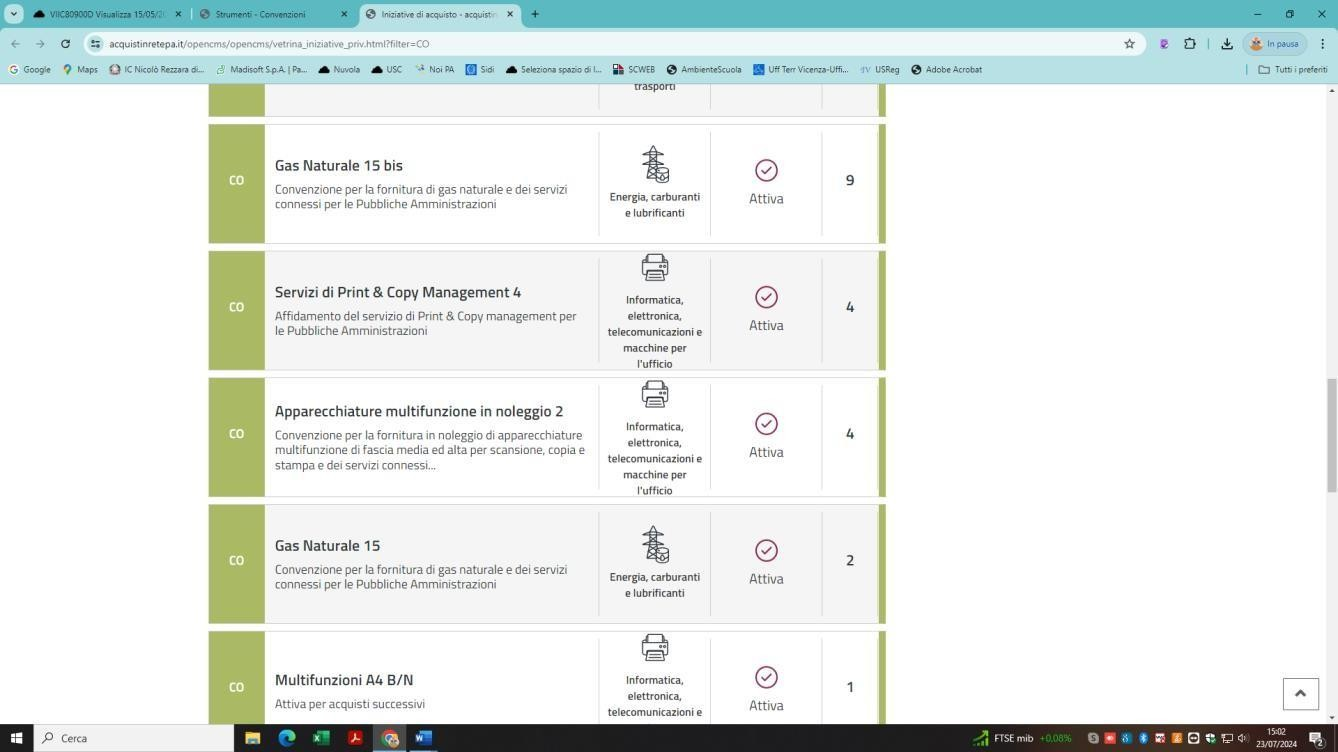 VIIC80900D Visualizza 15/05/20
Strumenti - Convenzioni
Iniziative di acquisto - acquistin
acquistinretepa.it/opencms/opencms/vetrina_iniziative_priv.html?filter=CO
In pausa
Google
Maps
IC Nicolò Rezzara di...
Madisoft S.p.A. | Pa...
Nuvola
USC
Noi PA
Sidi
Seleziona spazio di l...
SCWEB
AmbienteScuola
Uff Terr Vicenza-Uffi...
USReg
Adobe Acrobat
Tutti i preferiti
trasporti
CO
Gas Naturale 15 bis
Convenzione per la fornitura di gas naturale e dei servizi
connessi per le Pubbliche Amministrazioni
Energia, carburanti
e lubrificanti
Attiva
9
CO
Servizi di Print & Copy Management 4
Affidamento del servizio di Print & Copy management per
le Pubbliche Amministrazioni
Informatica,
elettronica,
telecomunicazioni e
macchine per
l'ufficio
Attiva
4
CO
Apparecchiature multifunzione in noleggio 2
Convenzione per la fornitura in noleggio di apparecchiature
multifunzione di fascia media ed alta per scansione, copia e
stampa e dei servizi connessi...
Informatica,
elettronica,
telecomunicazioni e
macchine per
l'ufficio
Attiva
4
CO
Gas Naturale 15
Convenzione per la fornitura di gas naturale e dei servizi
connessi per le Pubbliche Amministrazioni
Energia, carburanti
e lubrificanti
Attiva
2
CO
Multifunzioni A4 B/N
Attiva per acquisti successivi
Informatica,
elettronica,
telecomunicazioni e
Attiva
1
Cerca
FTSE mib +0,08%
15:02
23/07/2024